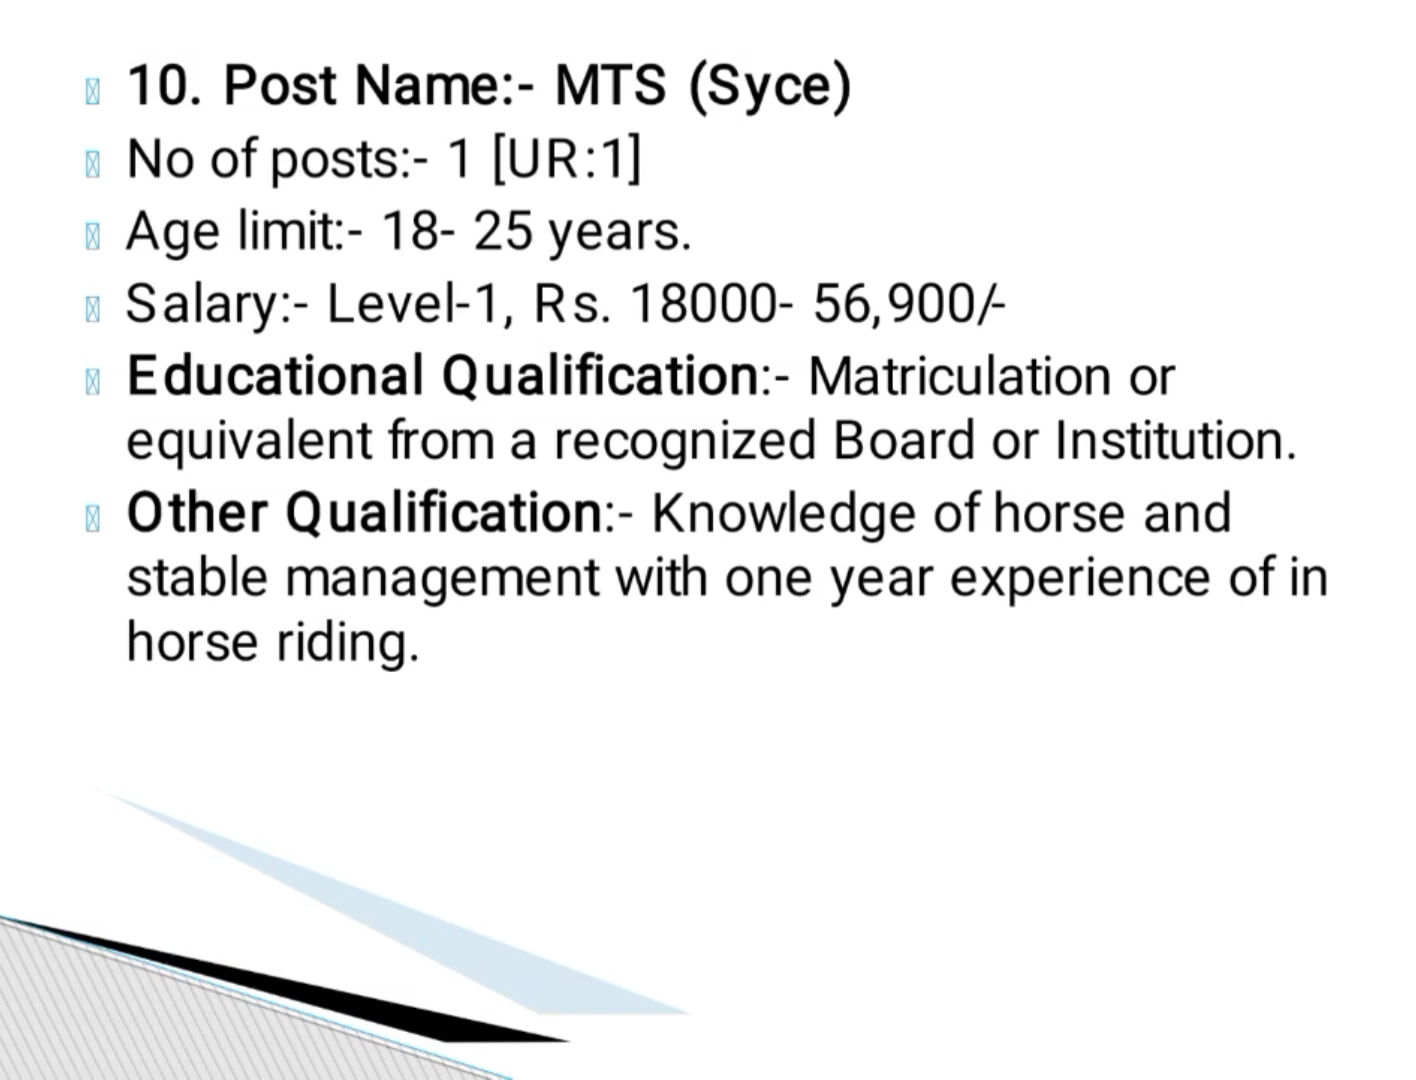 10. Post Name:- MTS (Syce)
No of posts:- 1 [UR:1]
Age limit:- 18- 25 years.
Salary:- Level-1, Rs. 18000- 56,900/-
Educational Qualification:- Matriculation or
equivalent from a recognized Board or Institution.
Other Qualification:- Knowledge of horse and
stable management with one year experience of in
horse riding.